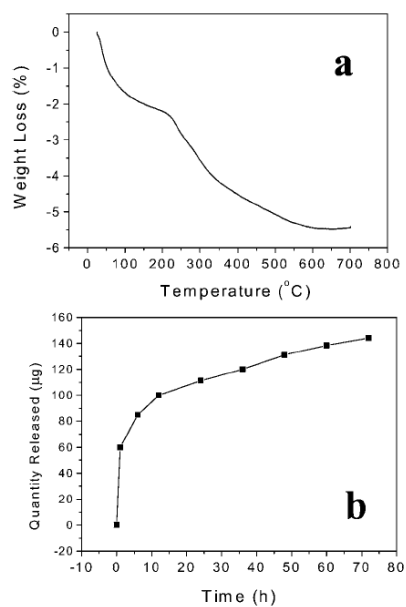 a
0
-1
-2
-3
-4
-5
-6
Weight Loss (%)
0 100 200 300 400 500 600 700 800
Temperature (°C)
b
160
140
120
100
80
60
40
20
0
-20
Quantity Released (µg)
-10 0 10 20 30 40 50 60 70 80
Time (h)